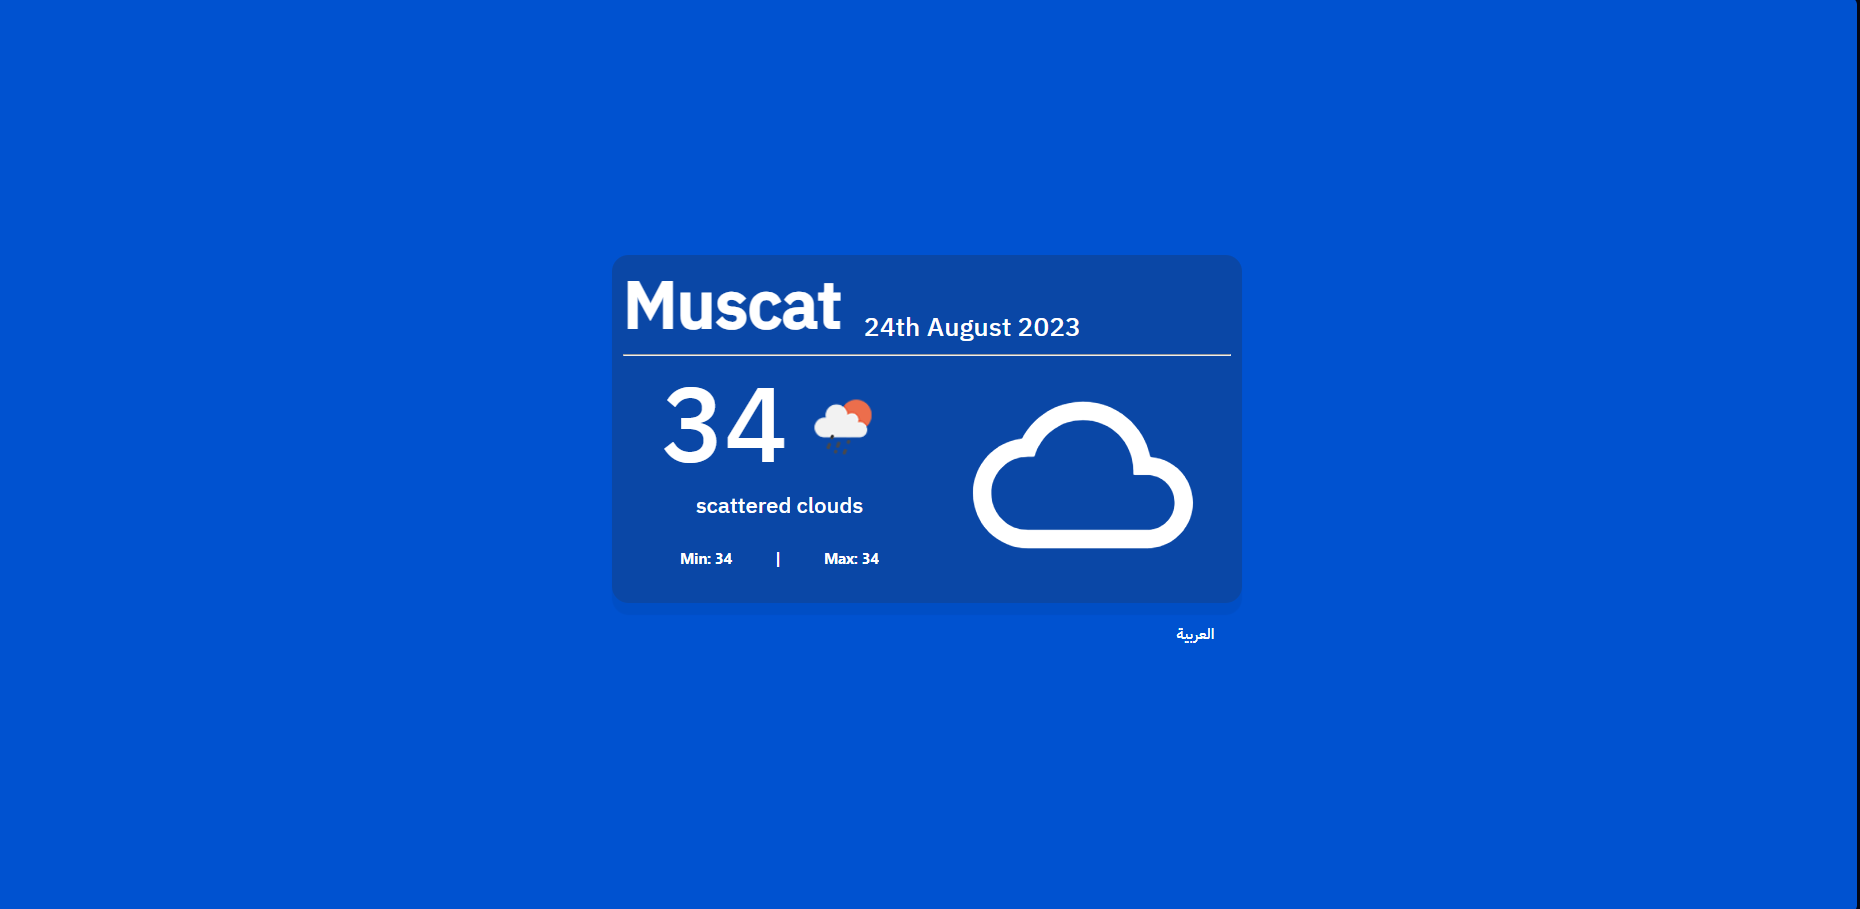 Muscat 24th August 2023
34
scattered clouds
Min: 34 | Max: 34
العربية